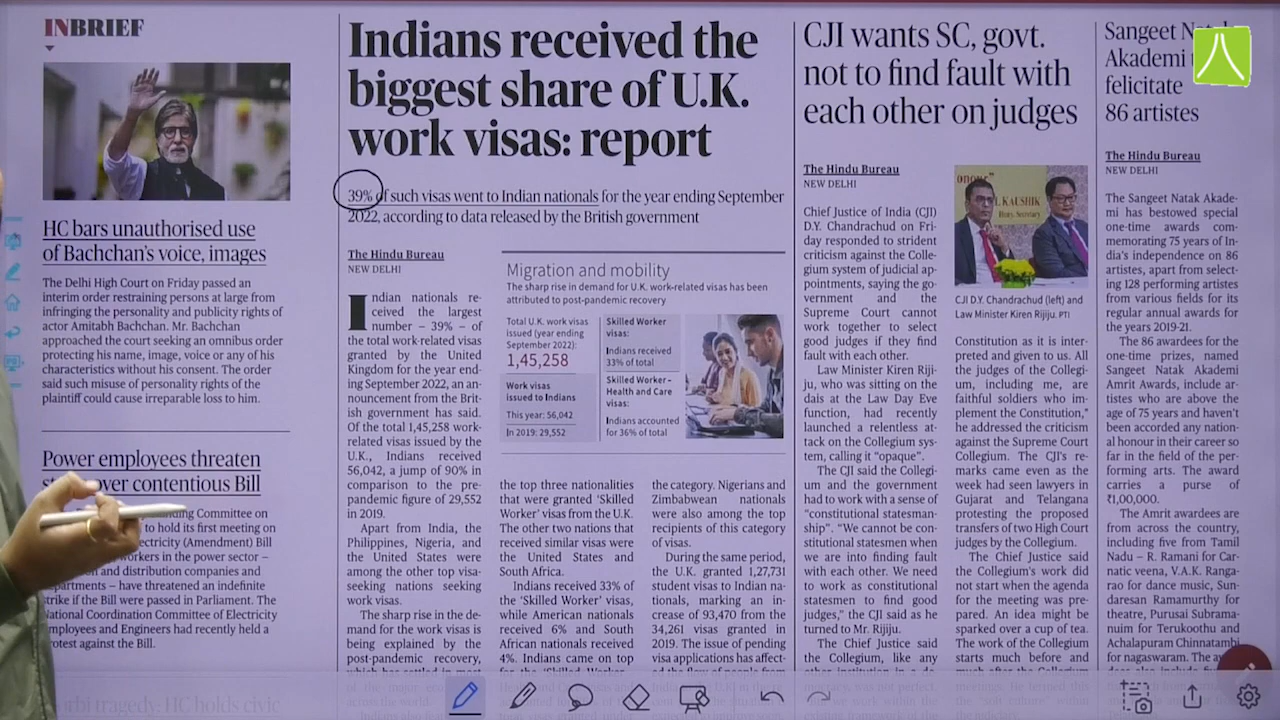 INBRIEF
HC bars unauthorised use
of Bachchan's voice, images
The Delhi High Court on Friday passed an
interim order restraining persons at large from
infringing the personality and publicity rights of
actor Amitabh Bachchan. Mr. Bachchan
approached the court seeking an omnibus order
protecting his name, image, voice or any of his
characteristics without his consent. The order
said such misuse of personality rights of the
plaintiff could cause irreparable loss to him.
Power employees threaten
over contentious Bill
Committee on
to hold its first meeting on
(Amendment) Bill
workers in the power sector –
and distribution companies and
departments – have threatened an indefinite
strike if the Bill were passed in Parliament. The
National Coordination Committee of Electricity
Employees and Engineers had recently held a
protest against the Bill.
tragedy: HC holds civic
Indians received the
biggest share of U.K.
work visas: report
39% of such visas went to Indian nationals for the year ending September
2022, according to data released by the British government
The Hindu Bureau
NEW DELHI
Indian nationals re-
ceived the largest
number – 39% – of
the total work-related visas
granted by the United
Kingdom for the year end-
ing September 2022, an an-
nouncement from the Brit-
ish government has said.
Of the total 1,45,258 work-
related visas issued by the
U.K., Indians received
56,042, a jump of 90% in
comparison to the pre-
pandemic figure of 29,552
in 2019.
Apart from India, the
Philippines, Nigeria, and
the United States were
among the other top visa-
seeking nations seeking
work visas.
The sharp rise in the de-
mand for the work visas is
being explained by the
post-pandemic recovery,
which has settled in most
of the major
Migration and mobility
The sharp rise in demand for U.K. work-related visas has been
attributed to post-pandemic recovery
Total U.K. work visas
issued (year ending
September 2022):
1,45,258
Work visas
issued to Indians
This year: 56,042
In 2019: 29,552
Skilled Worker
visas:
Indians received
33% of total
Skilled Worker –
Health and Care
visas:
Indians accounted
for 36% of total
the top three nationalities
that were granted 'Skilled
Worker' visas from the U.K.
The other two nations that
received similar visas were
the United States and
South Africa.
Indians received 33% of
the 'Skilled Worker' visas,
while American nationals
received 6% and South
African nationals received
4%. Indians came on top
for the 'Skilled Worker
the category. Nigerians and
Zimbabwean nationals
were also among the top
recipients of this category
of visas.
During the same period,
the U.K. granted 1,27,731
student visas to Indian na-
tionals, marking an in-
crease of 93,470 from the
34,261 visas granted in
2019. The issue of pending
visa applications has affect-
ed the flow of people from
CJI wants SC, govt.
not to find fault with
each other on judges
The Hindu Bureau
NEW DELHI
Chief Justice of India (CJI)
D.Y. Chandrachud on Fri-
day responded to strident
criticism against the Colle-
gium system of judicial ap-
pointments, saying the go-
vernment and the
Supreme Court cannot
work together to select
good judges if they find
fault with each other.
Law Minister Kiren Riji-
ju, who was sitting on the
dais at the Law Day Eve
function, had recently
launched a relentless at-
tack on the Collegium sys-
tem, calling it "opaque".
The CJI said the Collegi-
um and the government
had to work with a sense of
"constitutional statesman-
ship". "We cannot be con-
stitutional statesmen when
we are into finding fault
with each other. We need
to work as constitutional
statesmen to find good
judges," the CJI said as he
turned to Mr. Rijiju.
The Chief Justice said
the Collegium, like any
other institution in a de-
L KAUSHIK
Hony. Secretary
CJI D.Y. Chandrachud (left) and
Law Minister Kiren Rijiju. PTI
Constitution as it is inter-
preted and given to us. All
the judges of the Collegi-
um, including me, are
faithful soldiers who im-
plement the Constitution,"
he addressed the criticism
against the Supreme Court
Collegium. The CJI's re-
marks came even as the
week had seen lawyers in
Gujarat and Telangana
protesting the proposed
transfers of two High Court
judges by the Collegium.
The Chief Justice said
the Collegium's work did
not start when the agenda
for the meeting was pre-
pared. An idea might be
sparked over a cup of tea.
The work of the Collegium
starts much before and
much after the Collegium
Sangeet
Akademi
felicitate
86 artistes
The Hindu Bureau
NEW DELHI
The Sangeet Natak Akade-
mi has bestowed special
one-time awards com-
memorating 75 years of In-
dia's independence on 86
artistes, apart from select-
ing 128 performing artistes
from various fields for its
regular annual awards for
the years 2019-21.
The 86 awardees for the
one-time prizes, named
Sangeet Natak Akademi
Amrit Awards, include ar-
tistes who are above the
age of 75 years and haven't
been accorded any nation-
al honour in their career so
far in the field of the per-
forming arts. The award
carries a purse of
₹1,00,000.
The Amrit awardees are
from across the country,
including five from Tamil
Nadu – R. Ramani for Car-
natic veena, V.A.K. Ranga-
rao for dance music, Sun-
daresan Ramamurthy for
theatre, Purusai Subrama-
nuim for Terukoothu and
Achalapuram Chinnatambi
for nagaswaram. The